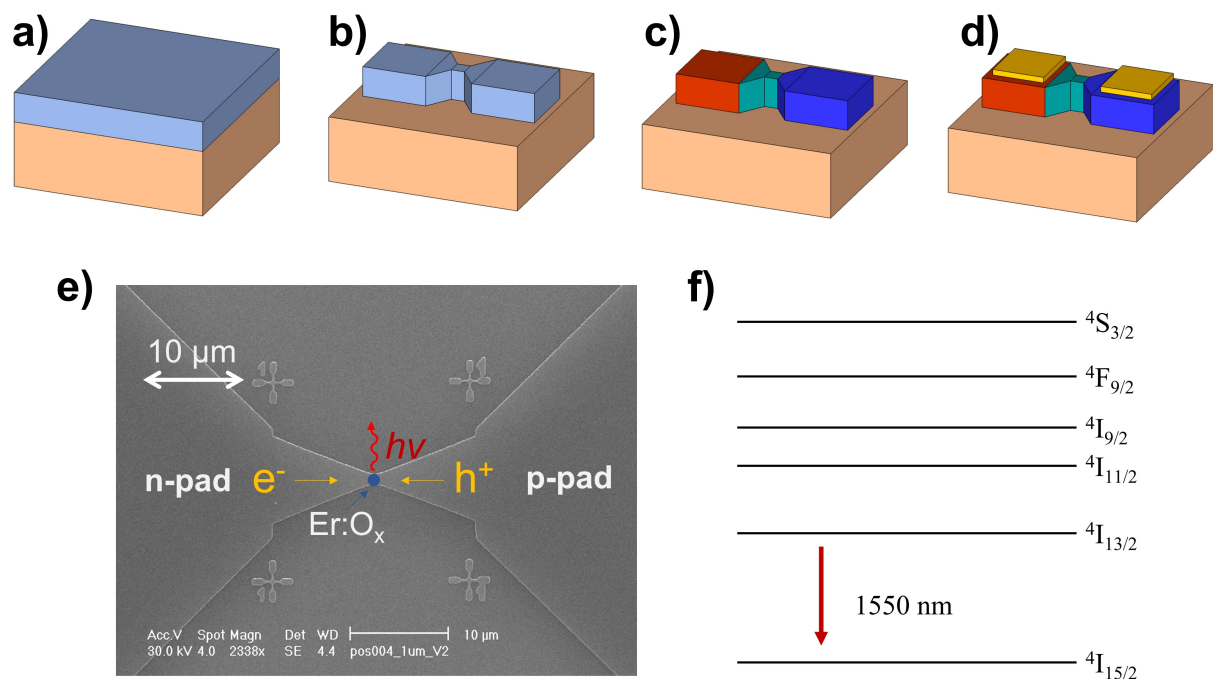 a)
b)
c)
d)
e)
10 μm
hν
n-pad
e⁻
h⁺
p-pad
Er:Oₓ
Acc.V Spot Magn Det WD 10 μm
30.0 kV 4.0 2338x SE 4.4 pos004_1um_V2
f)
⁴S₃/₂
⁴F₉/₂
⁴I₉/₂
⁴I₁₁/₂
⁴I₁₃/₂
1550 nm
⁴I₁₅/₂